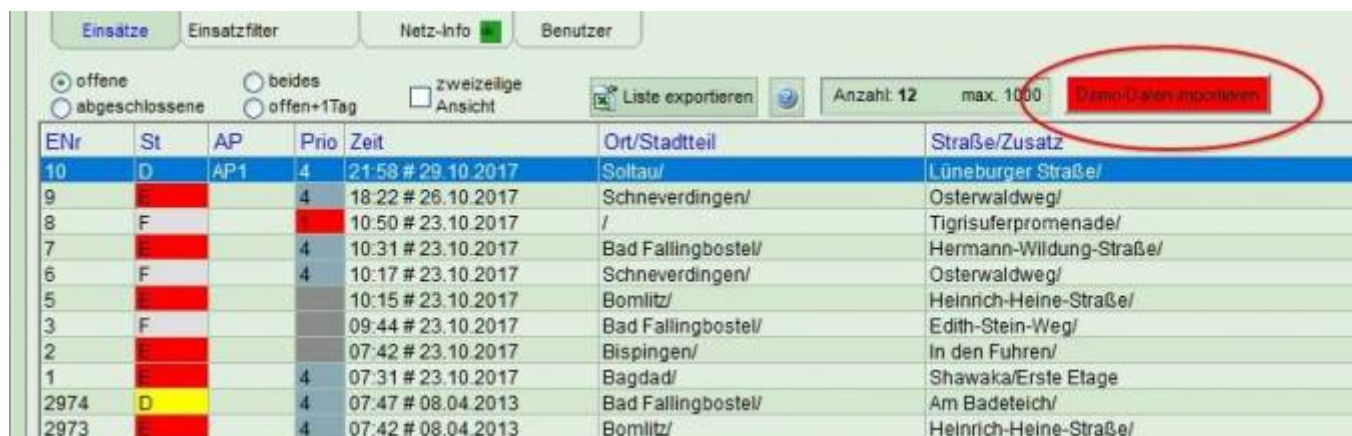 Einsätze Einsatzfilter Netz-Info Benutzer
offene beides zweizeilige
abgeschlossene offen+1Tag Ansicht Liste exportieren Anzahl: 12 max. 1000 Demo-Daten importieren
ENr St AP Prio Zeit Ort/Stadtteil Straße/Zusatz
10 D AP1 4 21:58 # 29.10.2017 Soltau/ Lüneburger Straße/
9 E 4 18:22 # 26.10.2017 Schneverdingen/ Osterwaldweg/
8 F 1 10:50 # 23.10.2017 / Tigrisuferpromenade/
7 E 4 10:31 # 23.10.2017 Bad Fallingbostel/ Hermann-Wildung-Straße/
6 F 4 10:17 # 23.10.2017 Schneverdingen/ Osterwaldweg/
5 E 10:15 # 23.10.2017 Bomlitz/ Heinrich-Heine-Straße/
3 F 09:44 # 23.10.2017 Bad Fallingbostel/ Edith-Stein-Weg/
2 E 07:42 # 23.10.2017 Bispingen/ In den Fuhren/
1 E 4 07:31 # 23.10.2017 Bagdad/ Shawaka/Erste Etage
2974 D 4 07:47 # 08.04.2013 Bad Fallingbostel/ Am Badeteich/
2973 E 4 07:42 # 08.04.2013 Bomlitz/ Heinrich-Heine-Straße/